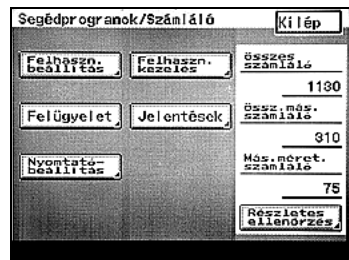 Segédprogramok/Számláló
Kilép
Felhaszn.
beállítás
Felhaszn.
kezelés
összes
számláló
1130
Felügyelet
Jelentések
össz.más.
számláló
310
Nyomtató-
beállítás
Más.méret.
számláló
75
Részletes
ellenőrzés